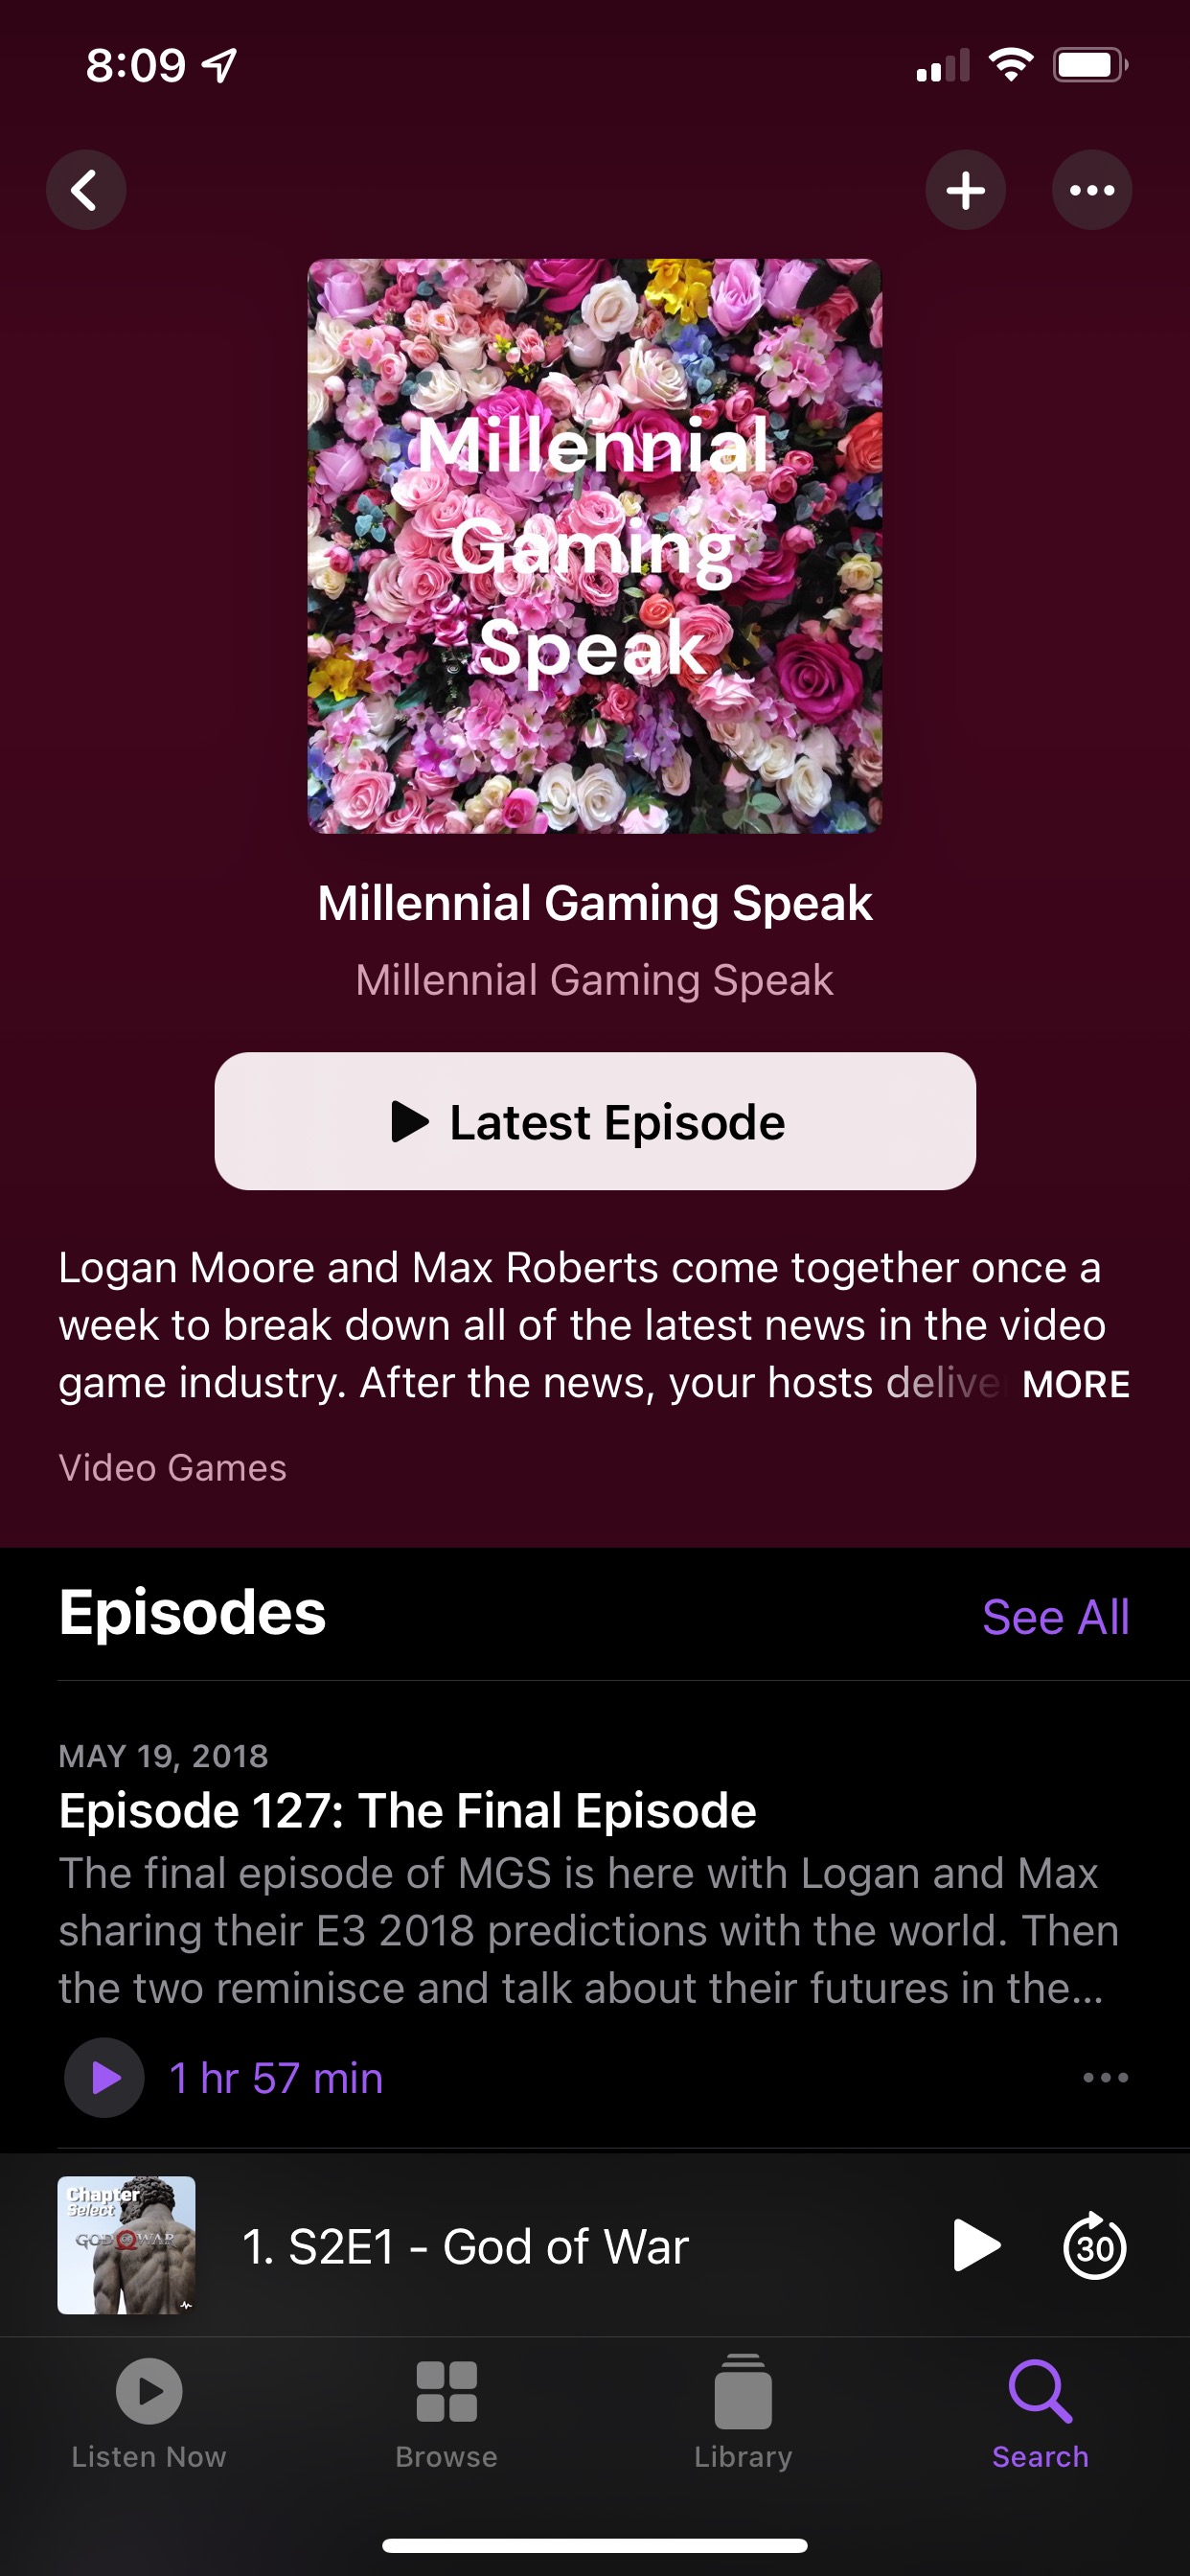 8:09
Millennial
Gaming
Speak
Millennial Gaming Speak
Millennial Gaming Speak
Latest Episode
Logan Moore and Max Roberts come together once a
week to break down all of the latest news in the video
game industry. After the news, your hosts delive MORE
Video Games
Episodes See All
MAY 19, 2018
Episode 127: The Final Episode
The final episode of MGS is here with Logan and Max
sharing their E3 2018 predictions with the world. Then
the two reminisce and talk about their futures in the...
1 hr 57 min
Chapter
Select
GOD OF WAR
1. S2E1 - God of War
30
Listen Now Browse Library Search